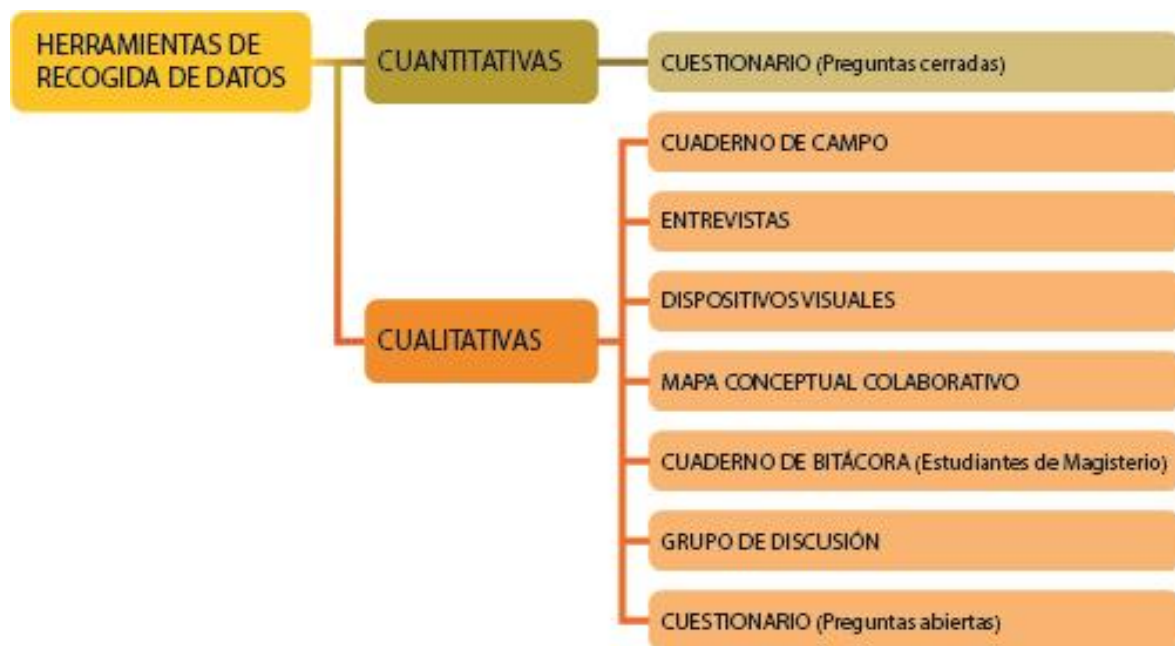 HERRAMIENTAS DE
RECOGIDA DE DATOS
CUANTITATIVAS
CUESTIONARIO (Preguntas cerradas)
CUALITATIVAS
CUADERNO DE CAMPO
ENTREVISTAS
DISPOSITIVOS VISUALES
MAPA CONCEPTUAL COLABORATIVO
CUADERNO DE BITÁCORA (Estudiantes de Magisterio)
GRUPO DE DISCUSIÓN
CUESTIONARIO (Preguntas abiertas)